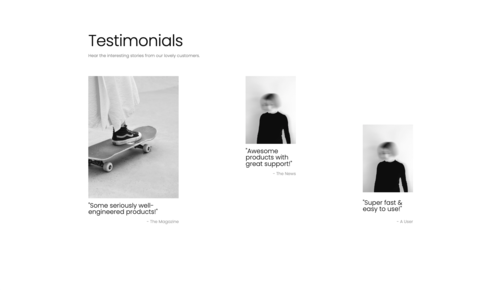 Testimonials
Hear the interesting stories from our lovely customers.
"Some seriously well-
engineered products!"
- The Magazine
"Awesome
products with
great support!"
- The News
"Super fast &
easy to use!"
- A User